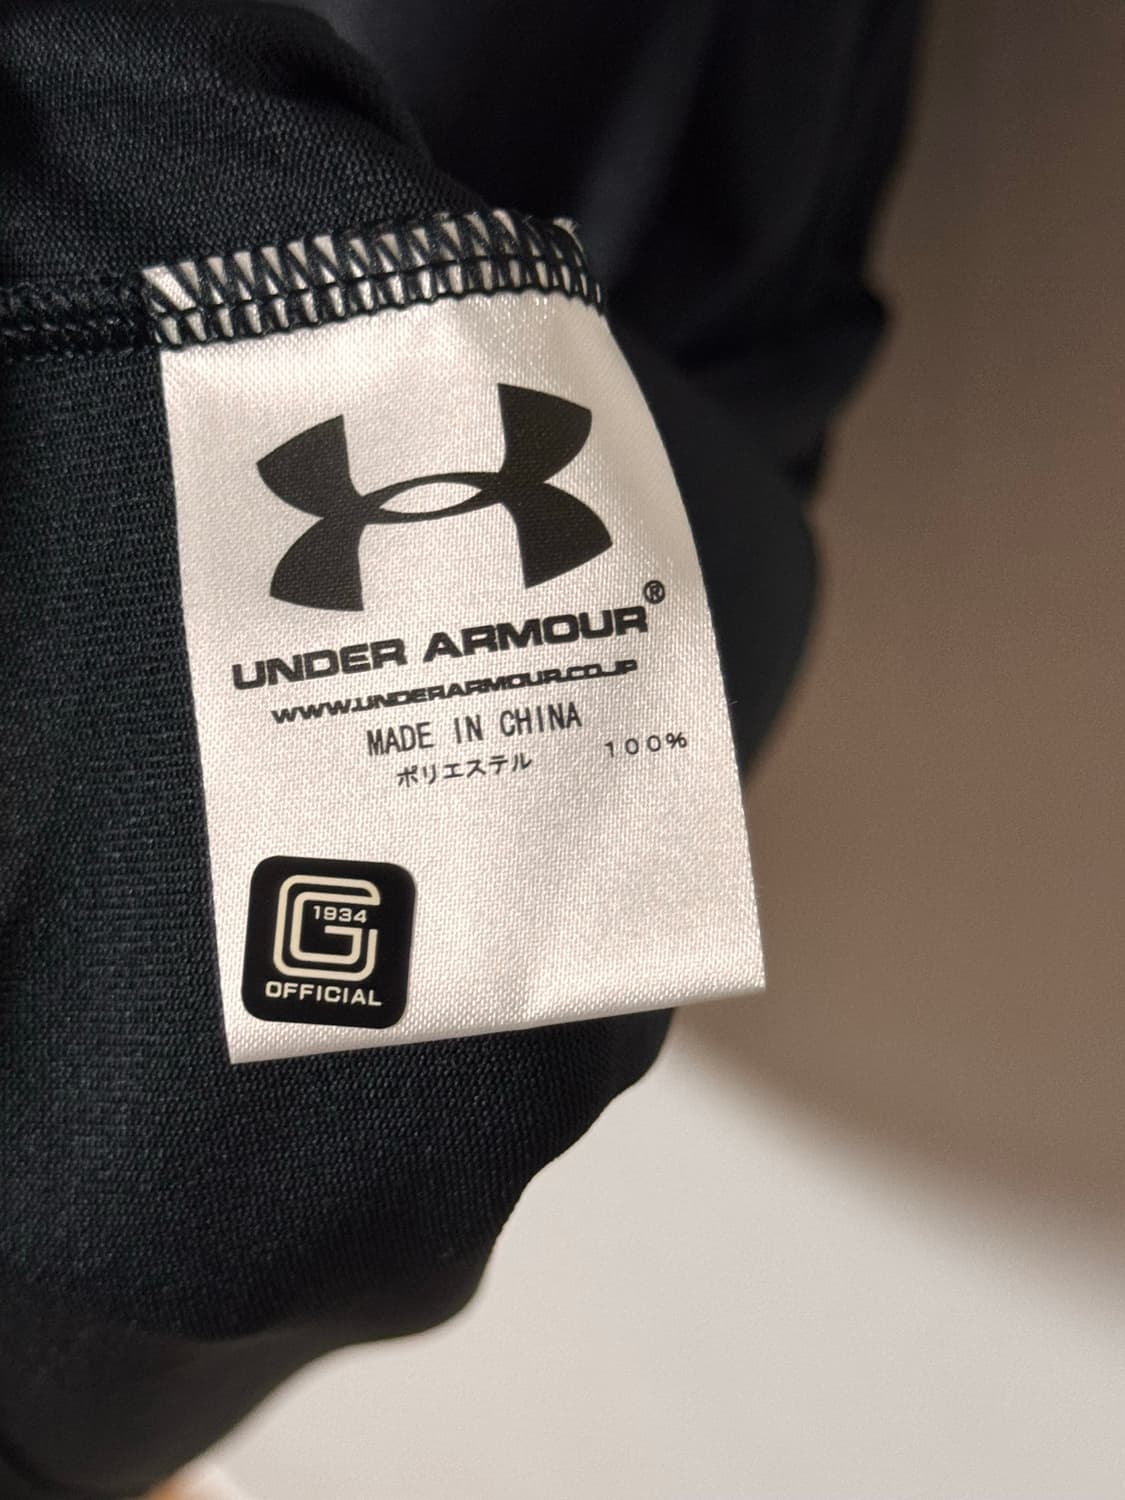 UNDER ARMOUR®
WWW.UNDERARMOUR.CO.JP
MADE IN CHINA
ポリエステル 100%
1934
G
OFFICIAL